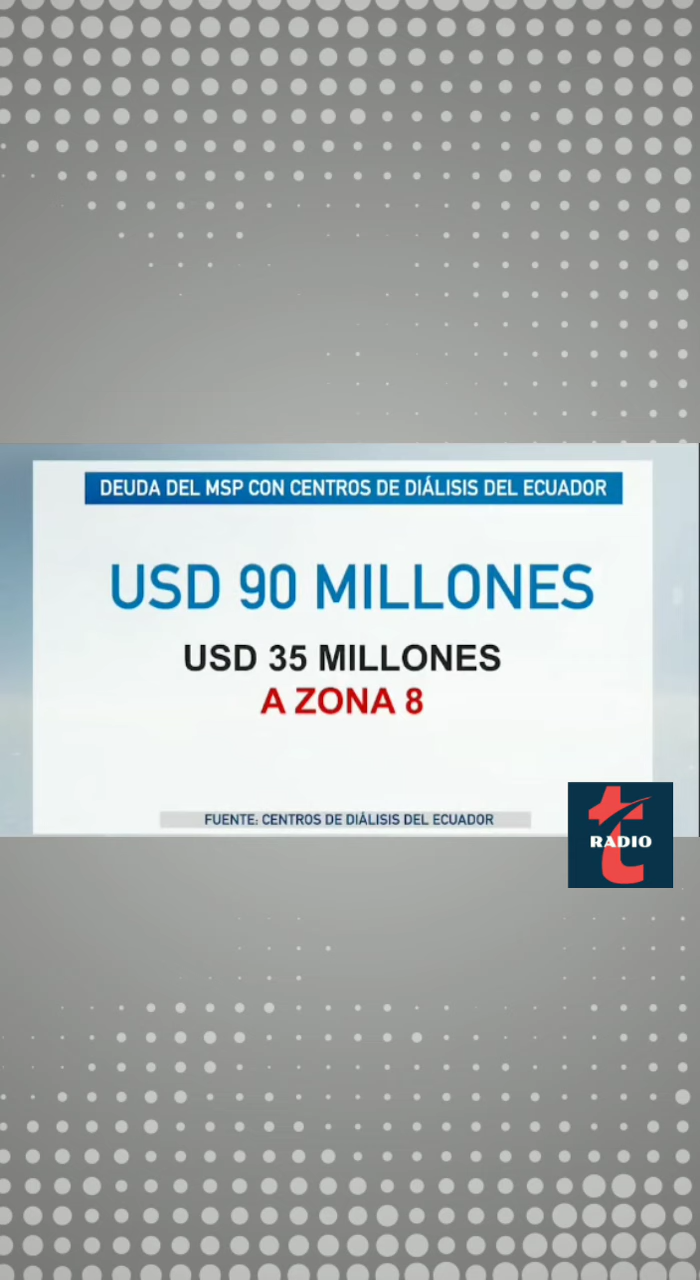 DEUDA DEL MSP CON CENTROS DE DIÁLISIS DEL ECUADOR
USD 90 MILLONES
USD 35 MILLONES
A ZONA 8
FUENTE: CENTROS DE DIÁLISIS DEL ECUADOR
t
RADIO